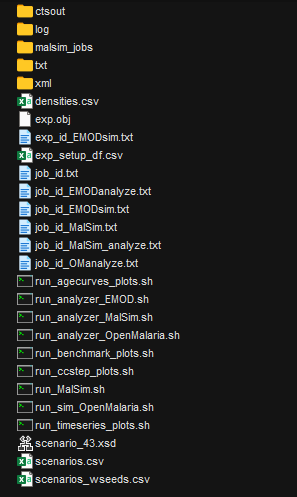 ctsout
log
malsim_jobs
txt
xml
densities.csv
exp.obj
exp_id_EMODsim.txt
exp_setup_df.csv
job_id.txt
job_id_EMODanalyze.txt
job_id_EMODsim.txt
job_id_MalSim.txt
job_id_MalSim_analyze.txt
job_id_OManalyze.txt
run_agecurves_plots.sh
run_analyzer_EMOD.sh
run_analyzer_MalSim.sh
run_analyzer_OpenMalaria.sh
run_benchmark_plots.sh
run_ccstep_plots.sh
run_MalSim.sh
run_sim_OpenMalaria.sh
run_timeseries_plots.sh
scenario_43.xsd
scenarios.csv
scenarios_wseeds.csv